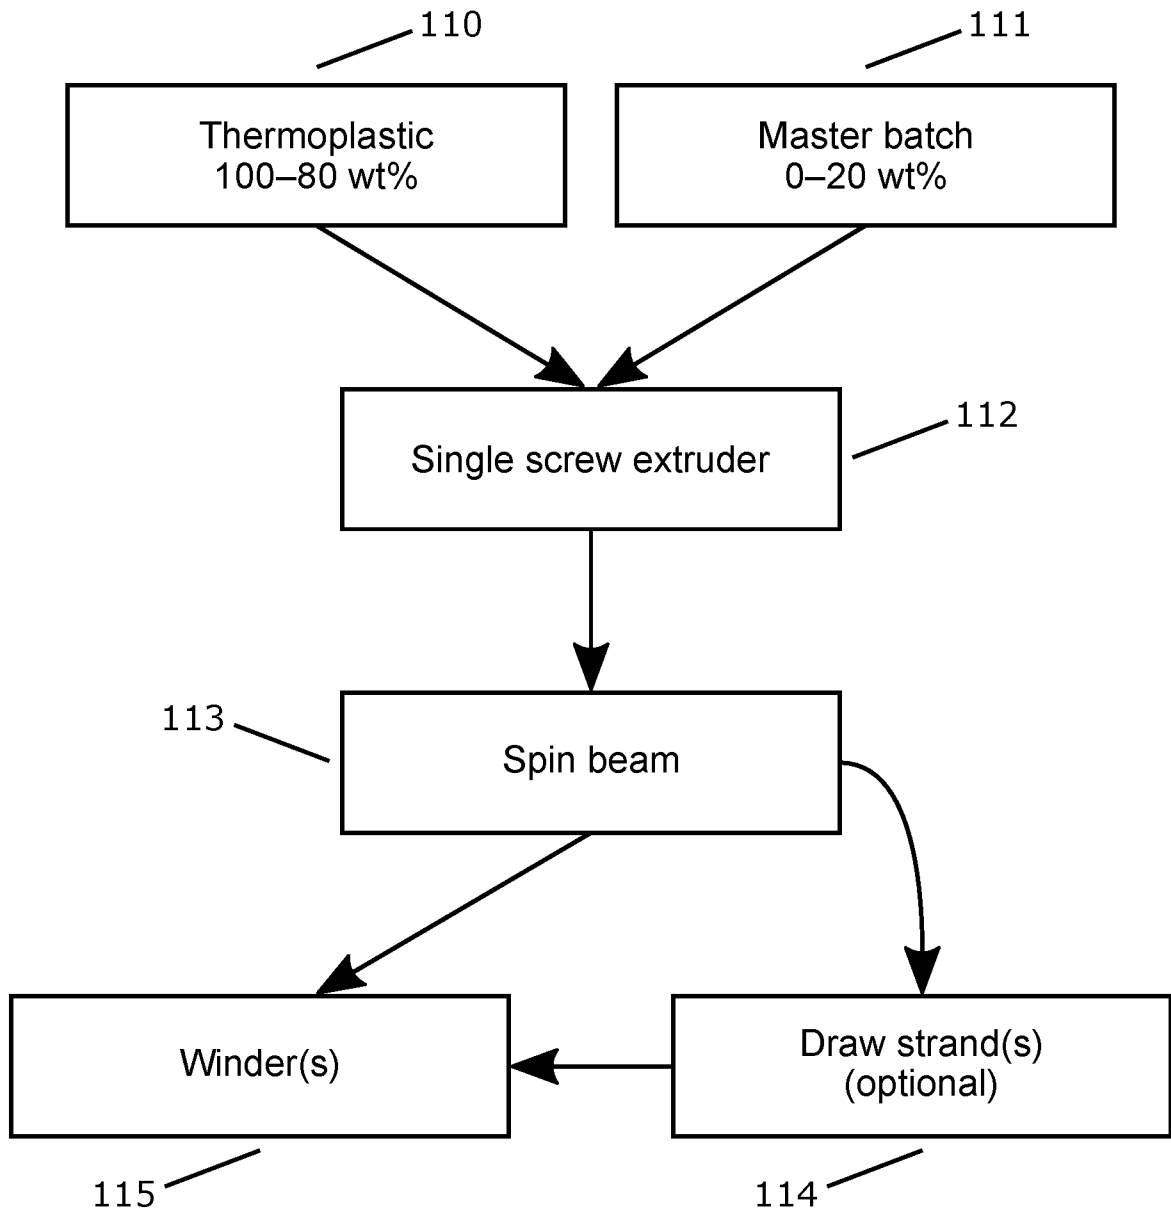 110
111
Thermoplastic
100–80 wt%
Master batch
0–20 wt%
112
Single screw extruder
113
Spin beam
Winder(s)
Draw strand(s)
(optional)
115
114